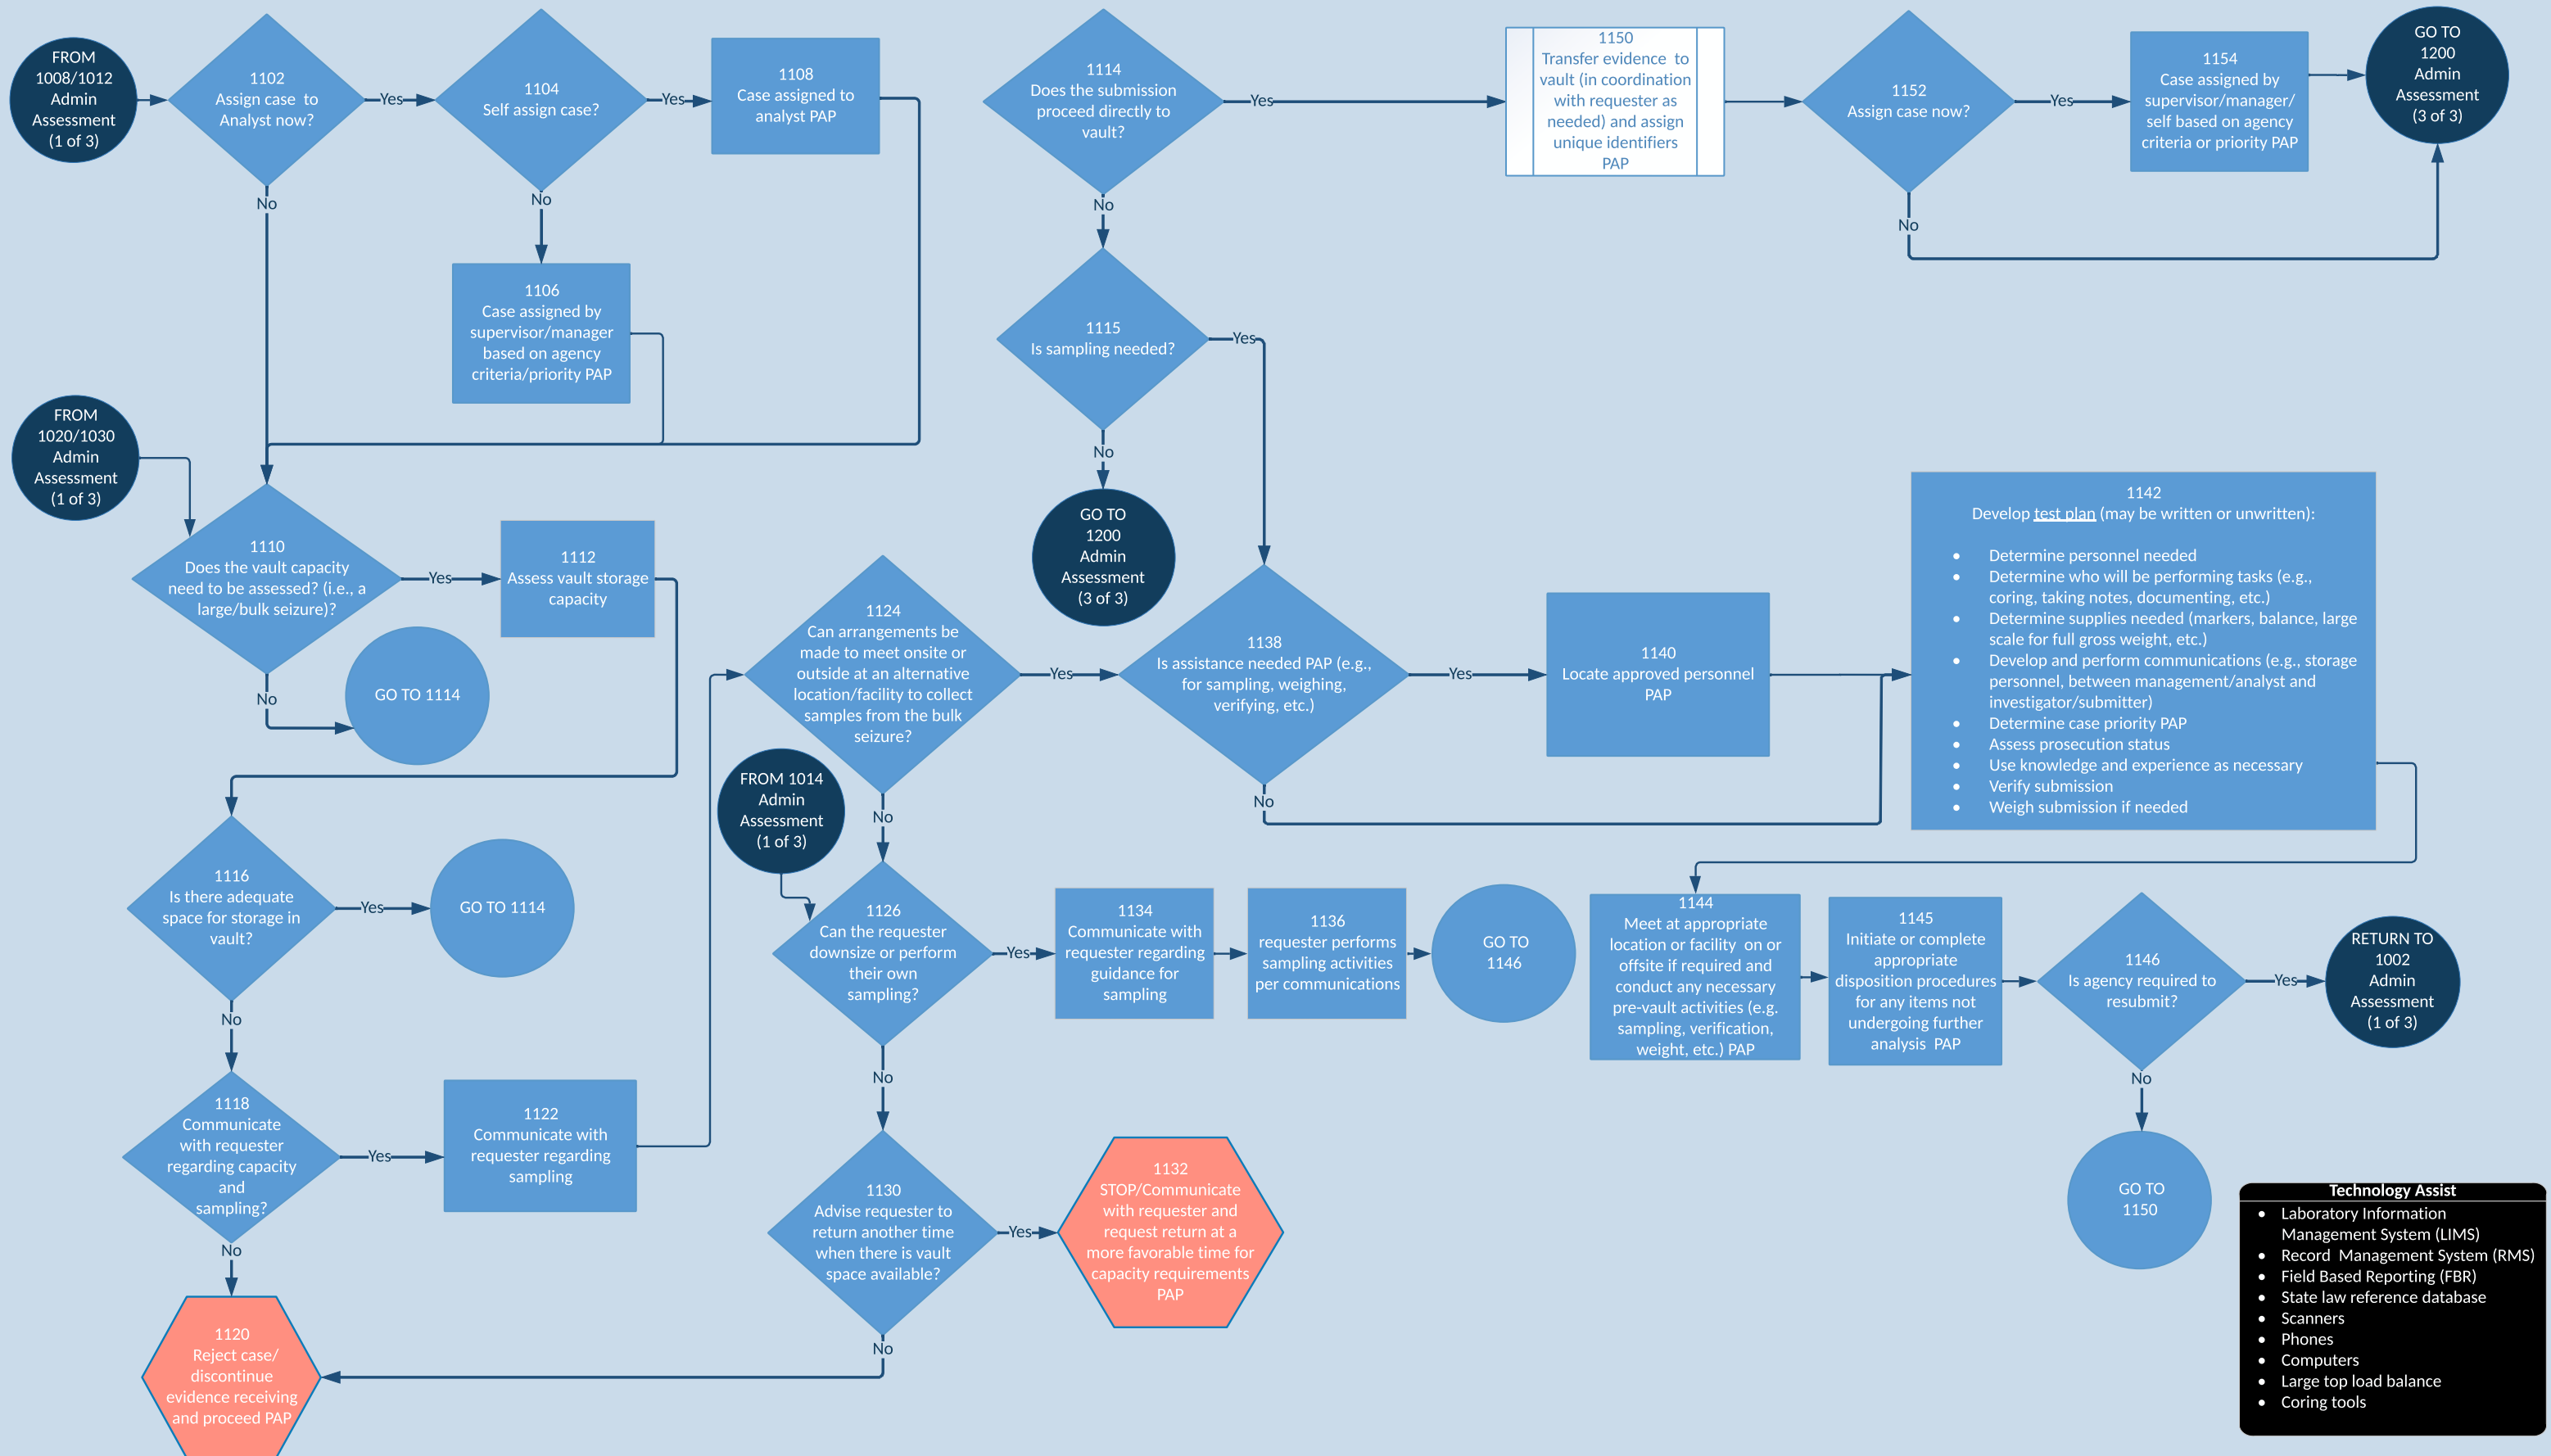 FROM
1008/1012
Admin
Assessment
(1 of 3)
1102
Assign case  to
Analyst now?
Yes
No
1104
Self assign case?
Yes
No
1108
Case assigned to
analyst PAP
1106
Case assigned by
supervisor/manager
based on agency
criteria/priority PAP
FROM
1020/1030
Admin
Assessment
(1 of 3)
1110
Does the vault capacity
need to be assessed? (i.e., a
large/bulk seizure)?
Yes
No
1112
Assess vault storage
capacity
GO TO 1114
1116
Is there adequate
space for storage in
vault?
Yes
No
GO TO 1114
1118
Communicate
with requester
regarding capacity
and
sampling?
Yes
No
1122
Communicate with
requester regarding
sampling
1120
Reject case/
discontinue
evidence receiving
and proceed PAP
1114
Does the submission
proceed directly to
vault?
Yes
No
1150
Transfer evidence  to
vault (in coordination
with requester as
needed) and assign
unique identifiers
PAP
1152
Assign case now?
Yes
No
1154
Case assigned by
supervisor/manager/
self based on agency
criteria or priority PAP
GO TO
1200
Admin
Assessment
(3 of 3)
1115
Is sampling needed?
Yes
No
GO TO
1200
Admin
Assessment
(3 of 3)
1124
Can arrangements be
made to meet onsite or
outside at an alternative
location/facility to collect
samples from the bulk
seizure?
Yes
No
1138
Is assistance needed PAP (e.g.,
for sampling, weighing,
verifying, etc.)
Yes
No
1140
Locate approved personnel
PAP
1142
Develop test plan (may be written or unwritten):
• Determine personnel needed
• Determine who will be performing tasks (e.g.,
coring, taking notes, documenting, etc.)
• Determine supplies needed (markers, balance, large
scale for full gross weight, etc.)
• Develop and perform communications (e.g., storage
personnel, between management/analyst and
investigator/submitter)
• Determine case priority PAP
• Assess prosecution status
• Use knowledge and experience as necessary
• Verify submission
• Weigh submission if needed
FROM 1014
Admin
Assessment
(1 of 3)
1126
Can the requester
downsize or perform
their own
sampling?
Yes
No
1134
Communicate with
requester regarding
guidance for
sampling
1136
requester performs
sampling activities
per communications
GO TO
1146
1144
Meet at appropriate
location or facility  on or
offsite if required and
conduct any necessary
pre-vault activities (e.g.
sampling, verification,
weight, etc.) PAP
1145
Initiate or complete
appropriate
disposition procedures
for any items not
undergoing further
analysis  PAP
1146
Is agency required to
resubmit?
Yes
No
RETURN TO
1002
Admin
Assessment
(1 of 3)
GO TO
1150
1130
Advise requester to
return another time
when there is vault
space available?
Yes
No
1132
STOP/Communicate
with requester and
request return at a
more favorable time for
capacity requirements
PAP
Technology Assist
• Laboratory Information
Management System (LIMS)
• Record  Management System (RMS)
• Field Based Reporting (FBR)
• State law reference database
• Scanners
• Phones
• Computers
• Large top load balance
• Coring tools